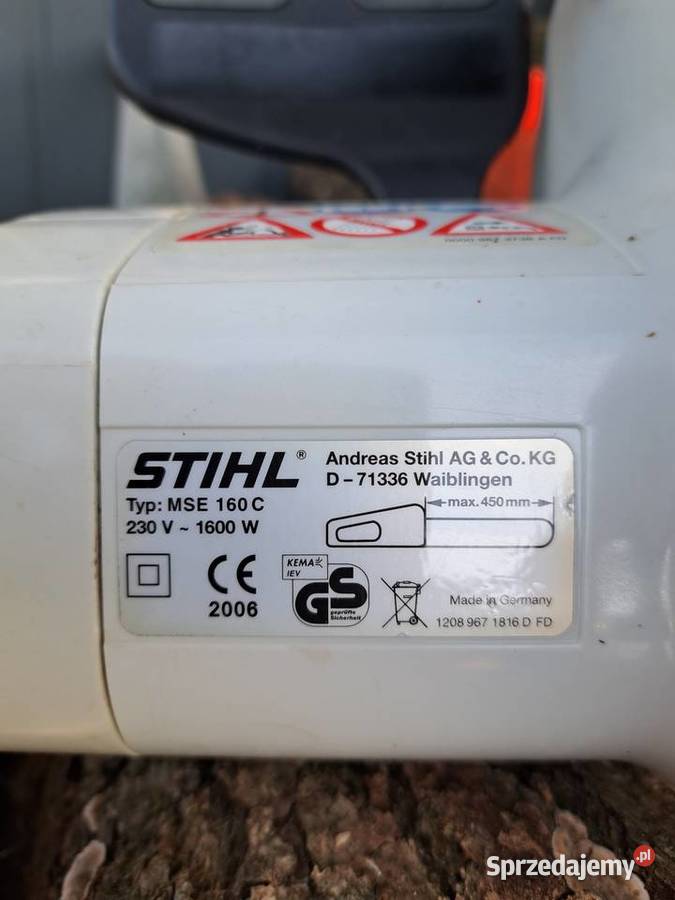 STIHL®
Andreas Stihl AG & Co. KG
D-71336 Waiblingen
Typ: MSE 160 C
230 V ~ 1600 W
max. 450 mm
CE
2006
KEMA
IEV
GS
geprüfte
Sicherheit
Made in Germany
1208 967 1816 D FD
Sprzedajemy.pl